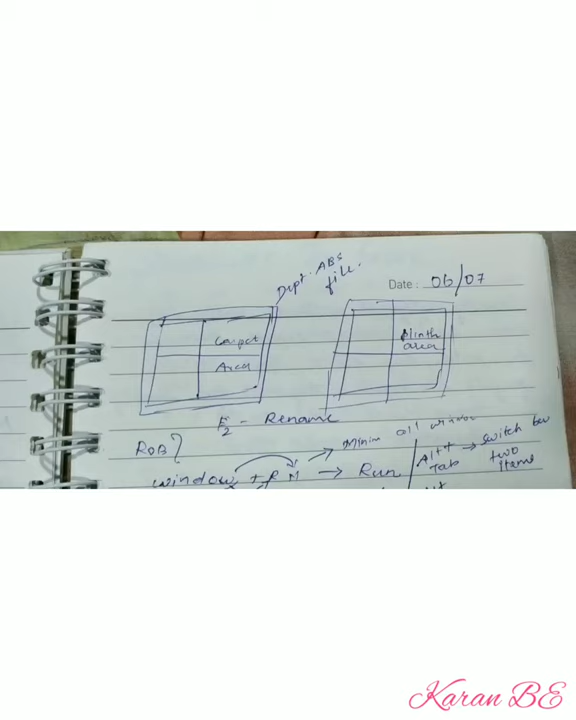 Dept. ABS
file.
Date : 06/07
Carpet
Area
Plinth
area
F2 - Rename
ROB?
all window
window + R M → Run
Alt +
Tab → switch bw
two
items
Karan BE